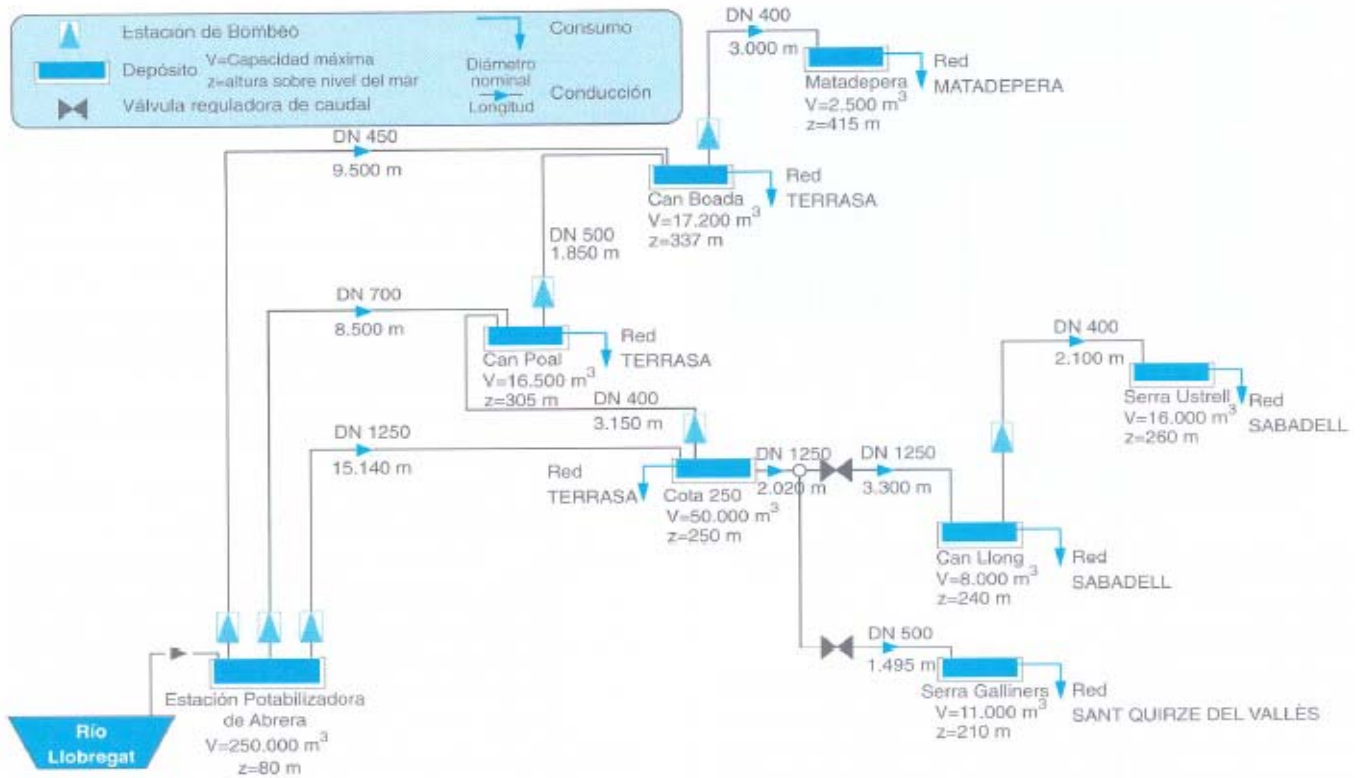 Estación de Bombeo
Consumo
Depósito
V=Capacidad máxima
z=altura sobre nivel del mar
Diámetro
nominal
Longitud
Conducción
Válvula reguladora de caudal
DN 400
3.000 m
Red
MATADEPERA
Matadepera
V=2.500 m³
z=415 m
DN 450
9.500 m
Red
TERRASA
Can Boada
V=17.200 m³
z=337 m
DN 500
1.850 m
DN 700
8.500 m
Red
TERRASA
Can Poal
V=16.500 m³
z=305 m
DN 400
3.150 m
DN 400
2.100 m
Serra Ustrell
V=16.000 m³
z=260 m
Red
SABADELL
DN 1250
15.140 m
Red
TERRASA
Cota 250
V=50.000 m³
z=250 m
DN 1250
2.020 m
DN 1250
3.300 m
Can Llong
V=8.000 m³
z=240 m
Red
SABADELL
DN 500
1.495 m
Serra Galliners
V=11.000 m³
z=210 m
Red
SANT QUIRZE DEL VALLÈS
Estación Potabilizadora
de Abrera
V=250.000 m³
z=80 m
Río
Llobregat